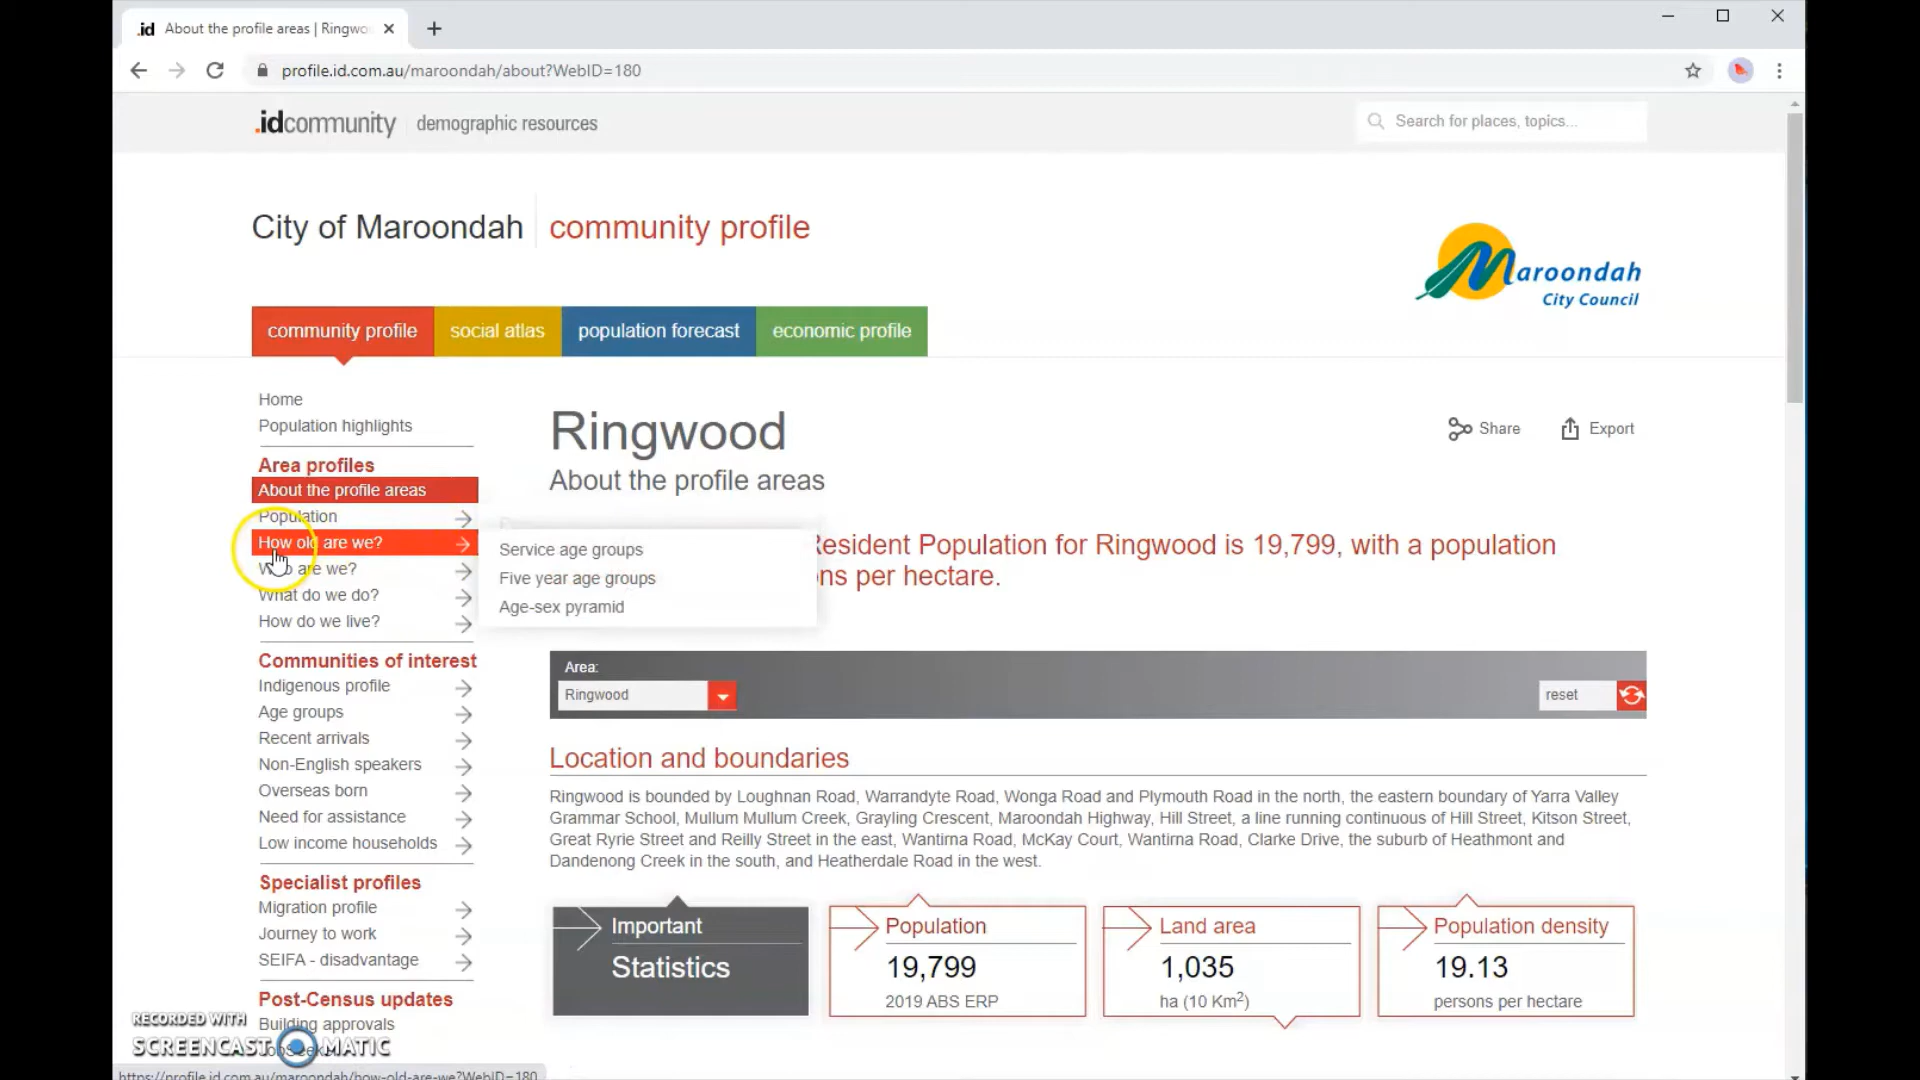 .id About the profile areas | Ringwo
profile.id.com.au/maroondah/about?WebID=180
.idcommunity demographic resources
Search for places, topics...
City of Maroondah community profile
Maroondah
City Council
community profile social atlas population forecast economic profile
Home
Population highlights
Area profiles
About the profile areas
Population
How old are we?
Who are we?
What do we do?
How do we live?
Communities of interest
Indigenous profile
Age groups
Recent arrivals
Non-English speakers
Overseas born
Need for assistance
Low income households
Specialist profiles
Migration profile
Journey to work
SEIFA - disadvantage
Post-Census updates
Building approvals
Service age groups
Five year age groups
Age-sex pyramid
Ringwood
About the profile areas
Share Export
Resident Population for Ringwood is 19,799, with a population
ons per hectare.
Area:
Ringwood reset
Location and boundaries
Ringwood is bounded by Loughnan Road, Warrandyte Road, Wonga Road and Plymouth Road in the north, the eastern boundary of Yarra Valley
Grammar School, Mullum Mullum Creek, Grayling Crescent, Maroondah Highway, Hill Street, a line running continuous of Hill Street, Kitson Street,
Great Ryrie Street and Reilly Street in the east, Wantirna Road, McKay Court, Wantirna Road, Clarke Drive, the suburb of Heathmont and
Dandenong Creek in the south, and Heatherdale Road in the west.
Important
Statistics
Population
19,799
2019 ABS ERP
Land area
1,035
ha (10 Km²)
Population density
19.13
persons per hectare
RECORDED WITH
SCREENCAST MATIC
https://profile.id.com.au/maroondah/how-old-are-we?WebID=180